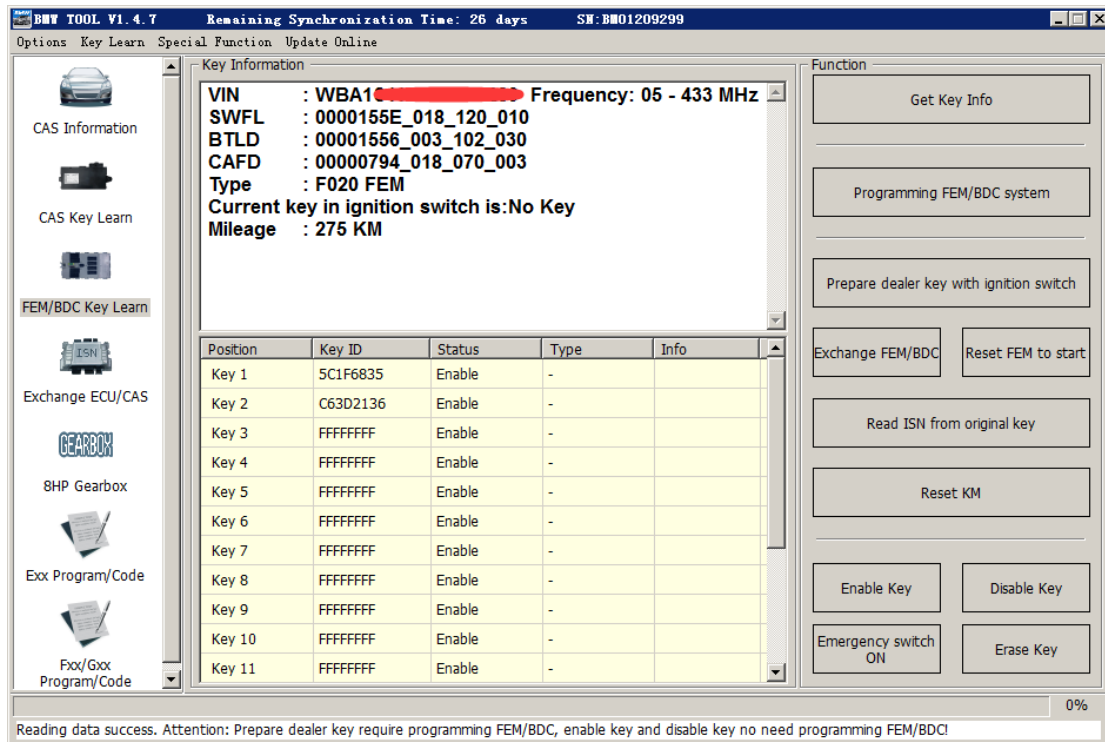 BMW TOOL V1.4.7 Remaining Synchronization Time: 26 days SN:BM01209299
Options Key Learn Special Function Update Online
CAS Information
CAS Key Learn
FEM/BDC Key Learn
ISN
Exchange ECU/CAS
GEARBOX
8HP Gearbox
Exx Program/Code
Fxx/Gxx
Program/Code
Key Information
VIN : WBA1 Frequency: 05 - 433 MHz
SWFL : 0000155E_018_120_010
BTLD : 00001556_003_102_030
CAFD : 00000794_018_070_003
Type : F020 FEM
Current key in ignition switch is:No Key
Mileage : 275 KM
Position Key ID Status Type Info
Key 1 5C1F6835 Enable -
Key 2 C63D2136 Enable -
Key 3 FFFFFFFF Enable -
Key 4 FFFFFFFF Enable -
Key 5 FFFFFFFF Enable -
Key 6 FFFFFFFF Enable -
Key 7 FFFFFFFF Enable -
Key 8 FFFFFFFF Enable -
Key 9 FFFFFFFF Enable -
Key 10 FFFFFFFF Enable -
Key 11 FFFFFFFF Enable -
Function
Get Key Info
Programming FEM/BDC system
Prepare dealer key with ignition switch
Exchange FEM/BDC Reset FEM to start
Read ISN from original key
Reset KM
Enable Key Disable Key
Emergency switch
ON
Erase Key
0%
Reading data success. Attention: Prepare dealer key require programming FEM/BDC, enable key and disable key no need programming FEM/BDC!